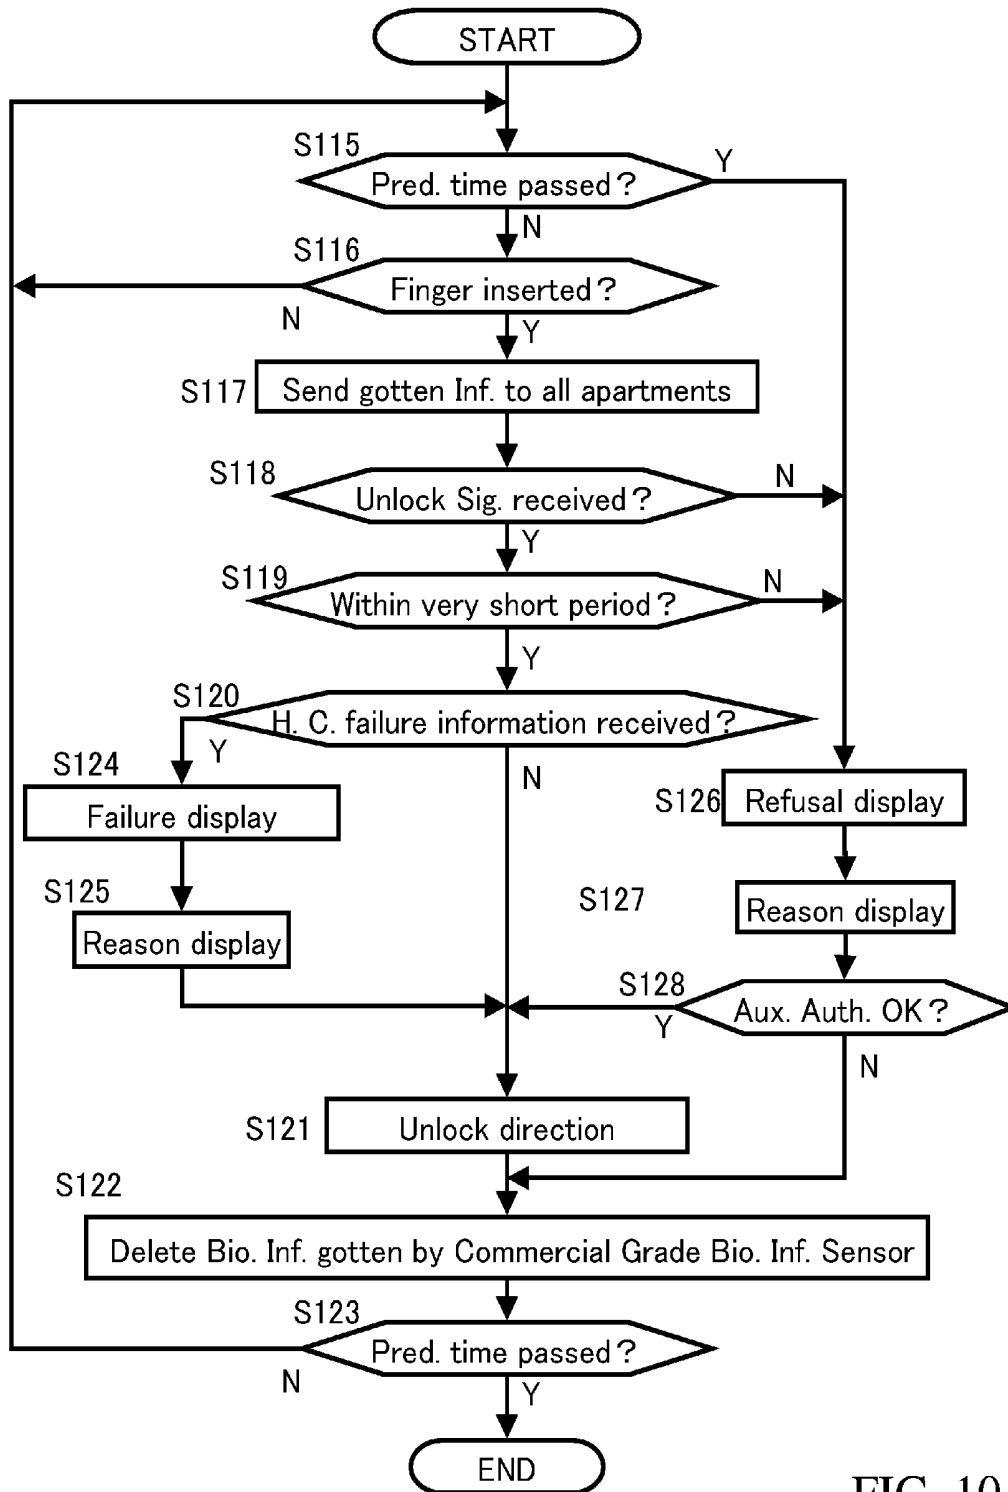 START
S115
Pred. time passed?
Y
N
S116
Finger inserted?
N
Y
S117
Send gotten Inf. to all apartments
S118
Unlock Sig. received?
N
Y
S119
Within very short period?
N
Y
S120
H. C. failure information received?
Y
N
S124
Failure display
S126
Refusal display
S125
Reason display
S127
Reason display
S128
Aux. Auth. OK?
Y
N
S121
Unlock direction
S122
Delete Bio. Inf. gotten by Commercial Grade Bio. Inf. Sensor
S123
Pred. time passed?
N
Y
END
FIG. 10